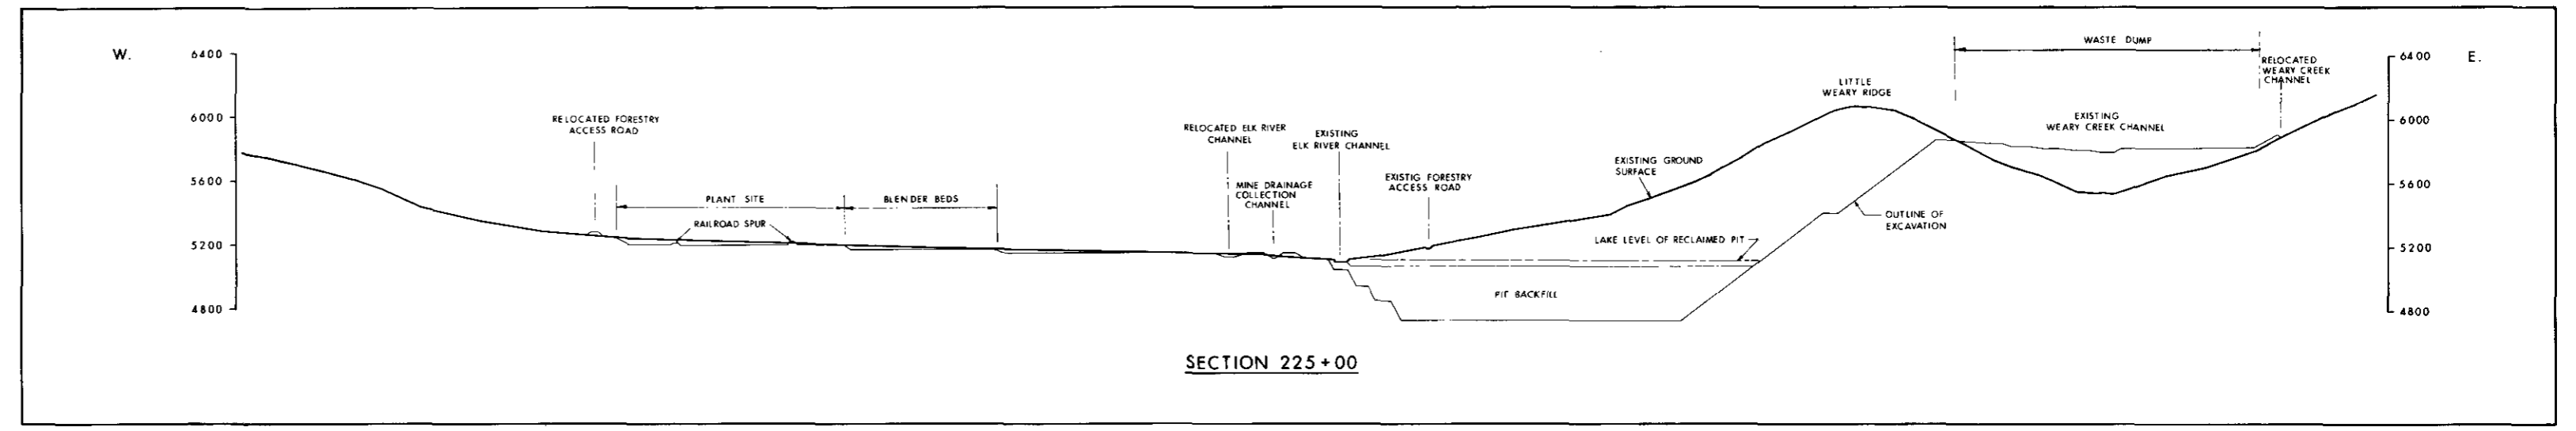 W.
6400
6000
5600
5200
4800
RELOCATED FORESTRY
ACCESS ROAD
PLANT SITE
RAILROAD SPUR
BLENDER BEDS
RELOCATED ELK RIVER
CHANNEL
MINE DRAINAGE
COLLECTION
CHANNEL
EXISTING
ELK RIVER CHANNEL
EXISTIG FORESTRY
ACCESS ROAD
EXISTING GROUND
SURFACE
LAKE LEVEL OF RECLAIMED PIT
PIT BACKFILL
LITTLE
WEARY RIDGE
OUTLINE OF
EXCAVATION
WASTE DUMP
EXISTING
WEARY CREEK CHANNEL
RELOCATED
WEARY CREEK
CHANNEL
6400
6000
5600
5200
4800
E.
SECTION 225+00